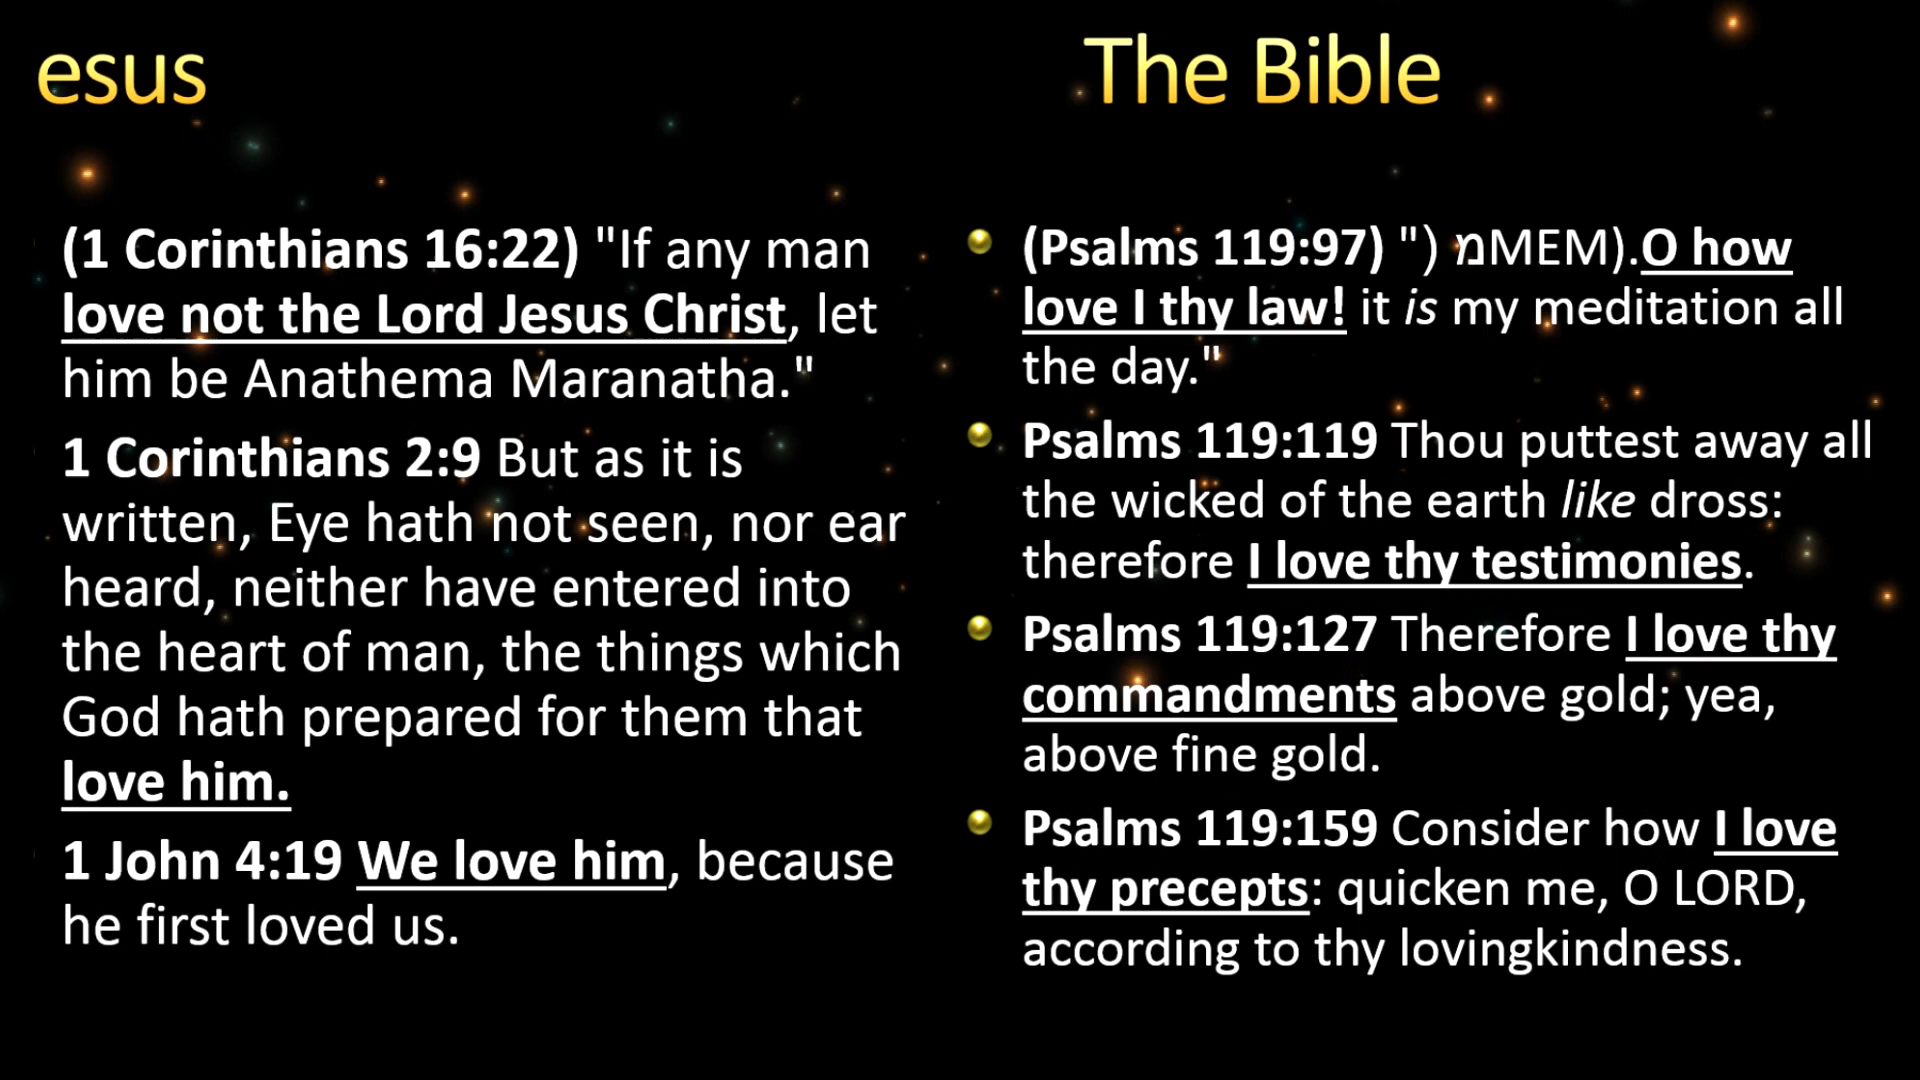 esus
(1 Corinthians 16:22) "If any man
love not the Lord Jesus Christ, let
him be Anathema Maranatha."
1 Corinthians 2:9 But as it is
written, Eye hath not seen, nor ear
heard, neither have entered into
the heart of man, the things which
God hath prepared for them that
love him.
1 John 4:19 We love him, because
he first loved us.
The Bible
(Psalms 119:97) ") מMEM).O how
love I thy law! it is my meditation all
the day."
Psalms 119:119 Thou puttest away all
the wicked of the earth like dross:
therefore I love thy testimonies.
Psalms 119:127 Therefore I love thy
commandments above gold; yea,
above fine gold.
Psalms 119:159 Consider how I love
thy precepts: quicken me, O LORD,
according to thy lovingkindness.